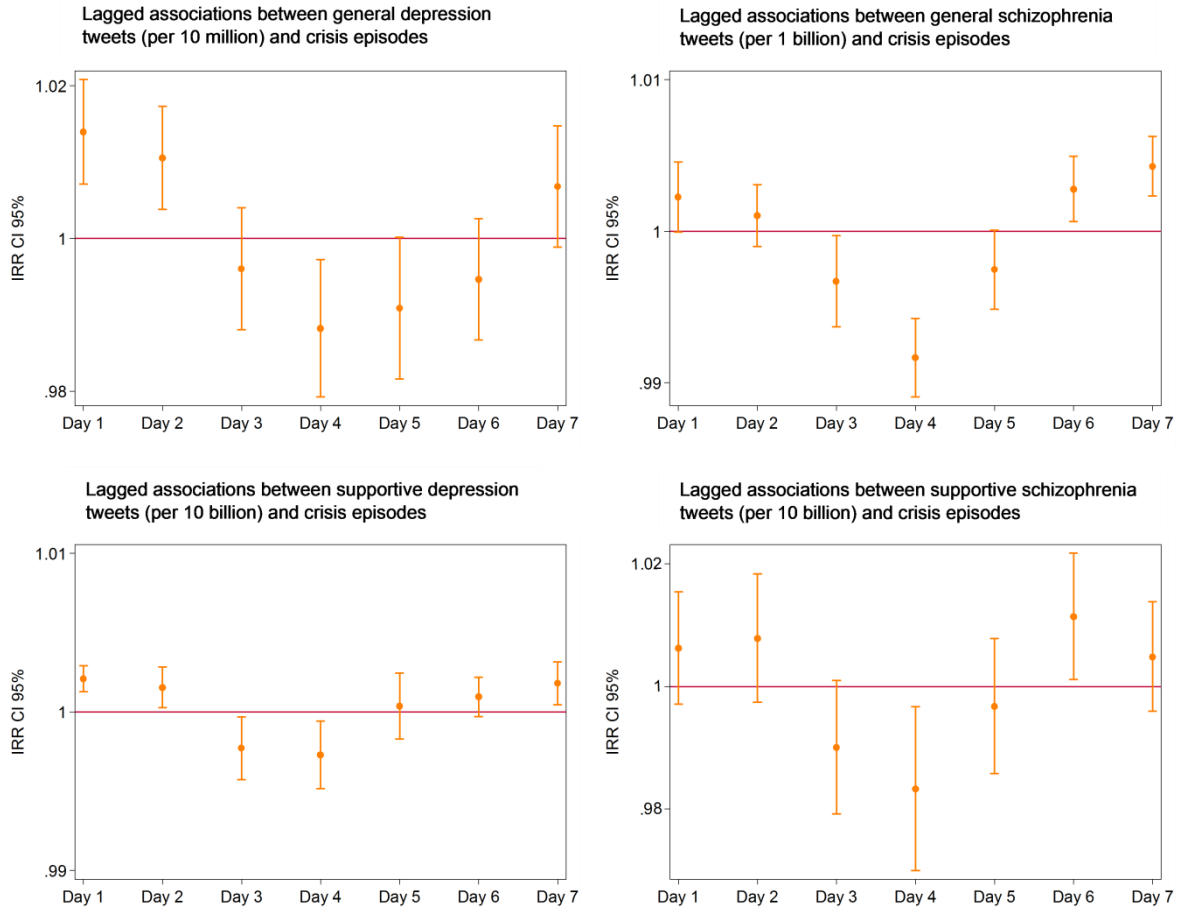 Lagged associations between general depression
tweets (per 10 million) and crisis episodes
1.02
1
.98
IRR CI 95%
Day 1 Day 2 Day 3 Day 4 Day 5 Day 6 Day 7
Lagged associations between general schizophrenia
tweets (per 1 billion) and crisis episodes
1.01
1
.99
IRR CI 95%
Day 1 Day 2 Day 3 Day 4 Day 5 Day 6 Day 7
Lagged associations between supportive depression
tweets (per 10 billion) and crisis episodes
1.01
1
.99
IRR CI 95%
Day 1 Day 2 Day 3 Day 4 Day 5 Day 6 Day 7
Lagged associations between supportive schizophrenia
tweets (per 10 billion) and crisis episodes
1.02
1
.98
IRR CI 95%
Day 1 Day 2 Day 3 Day 4 Day 5 Day 6 Day 7